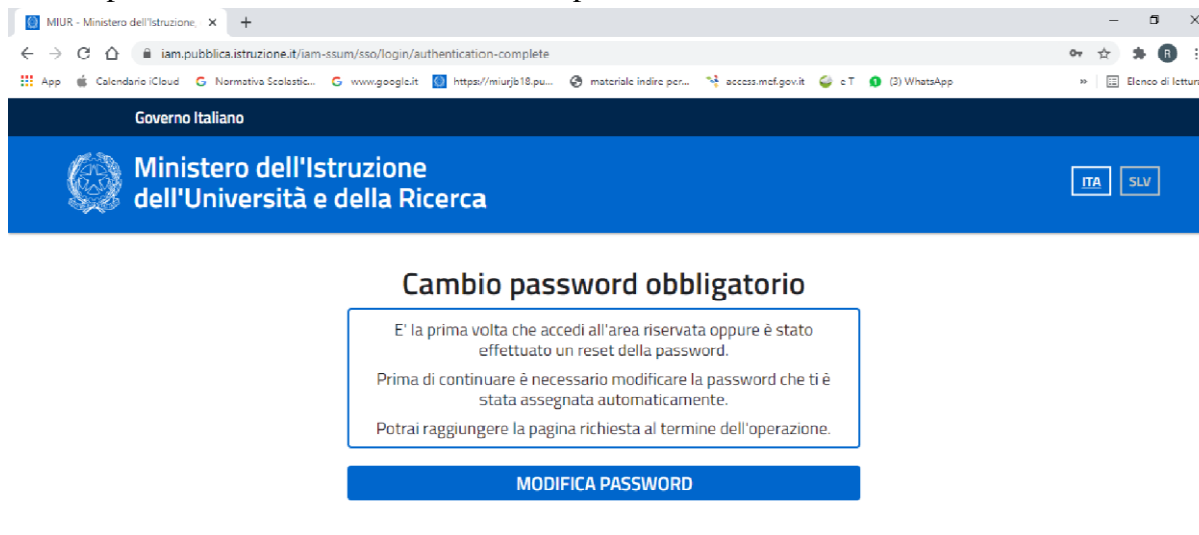 MIUR - Ministero dell'Istruzione,
iam.pubblica.istruzione.it/iam-ssum/sso/login/authentication-complete
R
App Calendario iCloud Normativa Scolastic... www.google.it https://miurjb18.pu... materiale indire per... access.mef.gov.it e T (3) WhatsApp » Elenco di lettura
Governo Italiano
Ministero dell'Istruzione
dell'Università e della Ricerca
ITA SLV
Cambio password obbligatorio
E' la prima volta che accedi all'area riservata oppure è stato
effettuato un reset della password.
Prima di continuare è necessario modificare la password che ti è
stata assegnata automaticamente.
Potrai raggiungere la pagina richiesta al termine dell'operazione.
MODIFICA PASSWORD